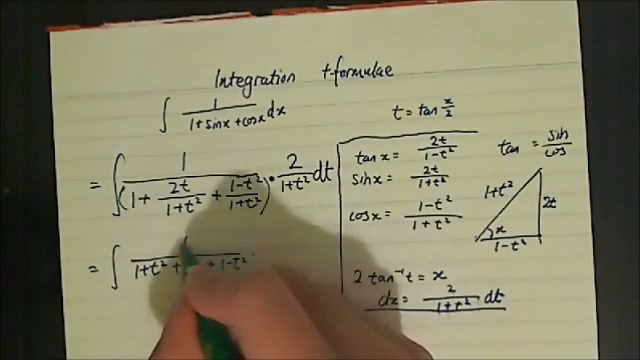 Integration t-formulae
∫ 1/(1+sinx+cosx) dx
t = tan x/2
= ∫ 1/(1 + 2t/(1+t²) + (1-t²)/(1+t²)) · 2/(1+t²) dt
tan x = 2t/(1-t²)
sin x = 2t/(1+t²)
cos x = (1-t²)/(1+t²)
2 tan⁻¹ t = x
dx = 2/(1+t²) dt
tan = sin/cos
1+t²
2t
x
1-t²
= ∫ 1+t² + + 1-t²